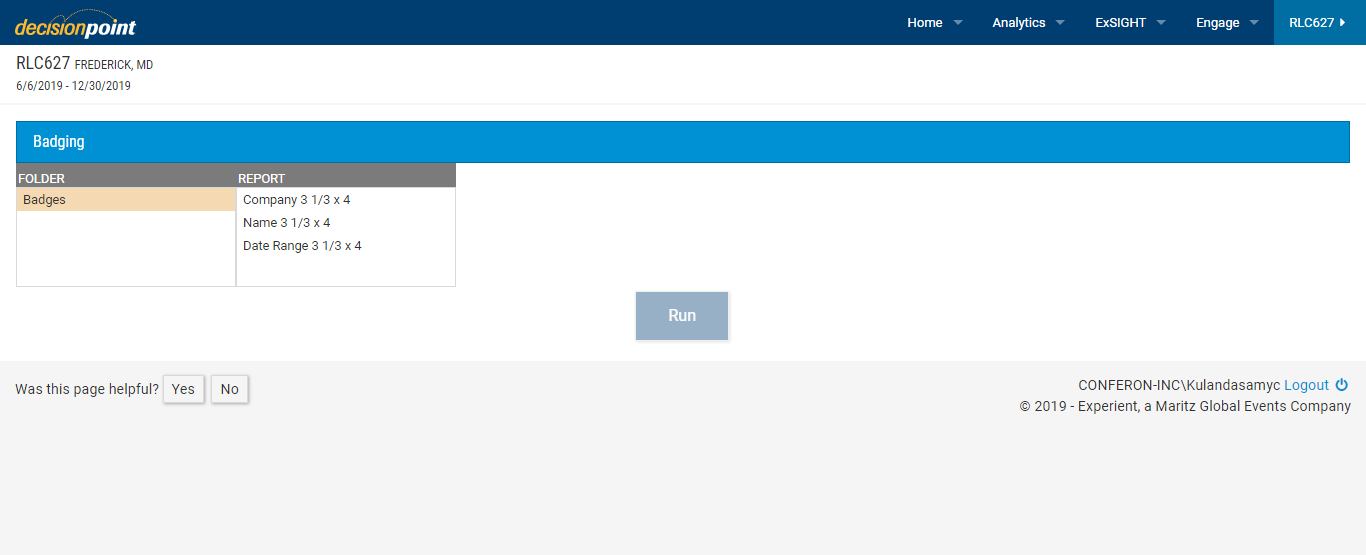 decisionpoint
Home Analytics ExSIGHT Engage RLC627
RLC627 FREDERICK, MD
6/6/2019 - 12/30/2019
Badging
FOLDER REPORT
Badges Company 3 1/3 x 4
Name 3 1/3 x 4
Date Range 3 1/3 x 4
Run
Was this page helpful? Yes No
CONFERON-INC\Kulandasamyc Logout
© 2019 - Experient, a Maritz Global Events Company